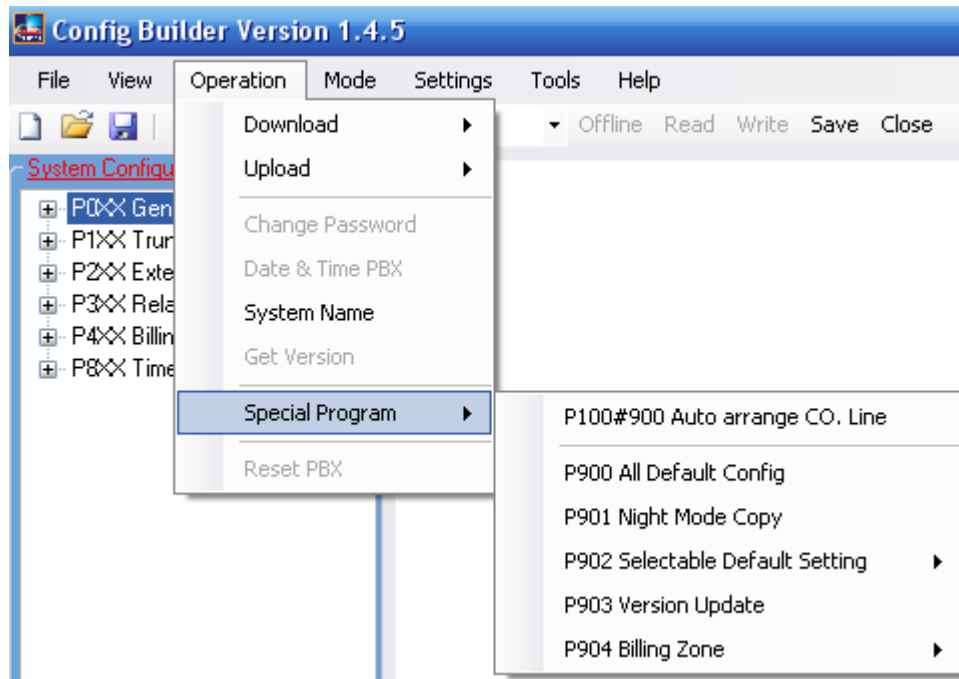 Config Builder Version 1.4.5
File View Operation Mode Settings Tools Help
Offline Read Write Save Close
System Configu
P0XX Gen
P1XX Trun
P2XX Exte
P3XX Rela
P4XX Billin
P8XX Time
Download
Upload
Change Password
Date & Time PBX
System Name
Get Version
Special Program
Reset PBX
P100#900 Auto arrange CO. Line
P900 All Default Config
P901 Night Mode Copy
P902 Selectable Default Setting
P903 Version Update
P904 Billing Zone